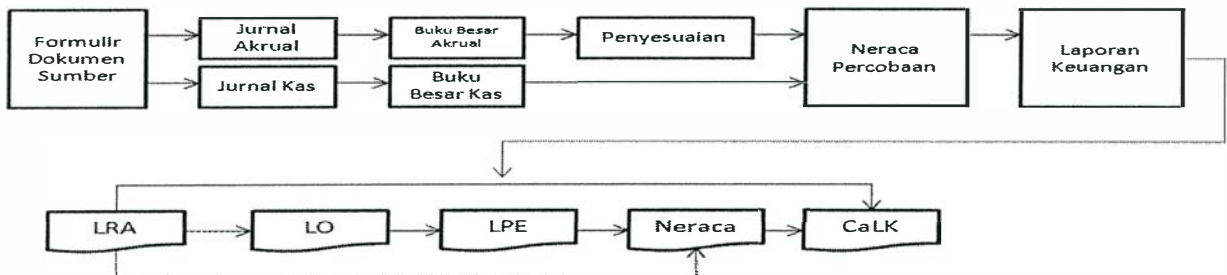 Formulir
Dokumen
Sumber
Jurnal
Akrual
Buku Besar
Akrual
Penyesuaian
Jurnal Kas
Buku
Besar Kas
Neraca
Percobaan
Laporan
Keuangan
LRA
LO
LPE
Neraca
CaLK